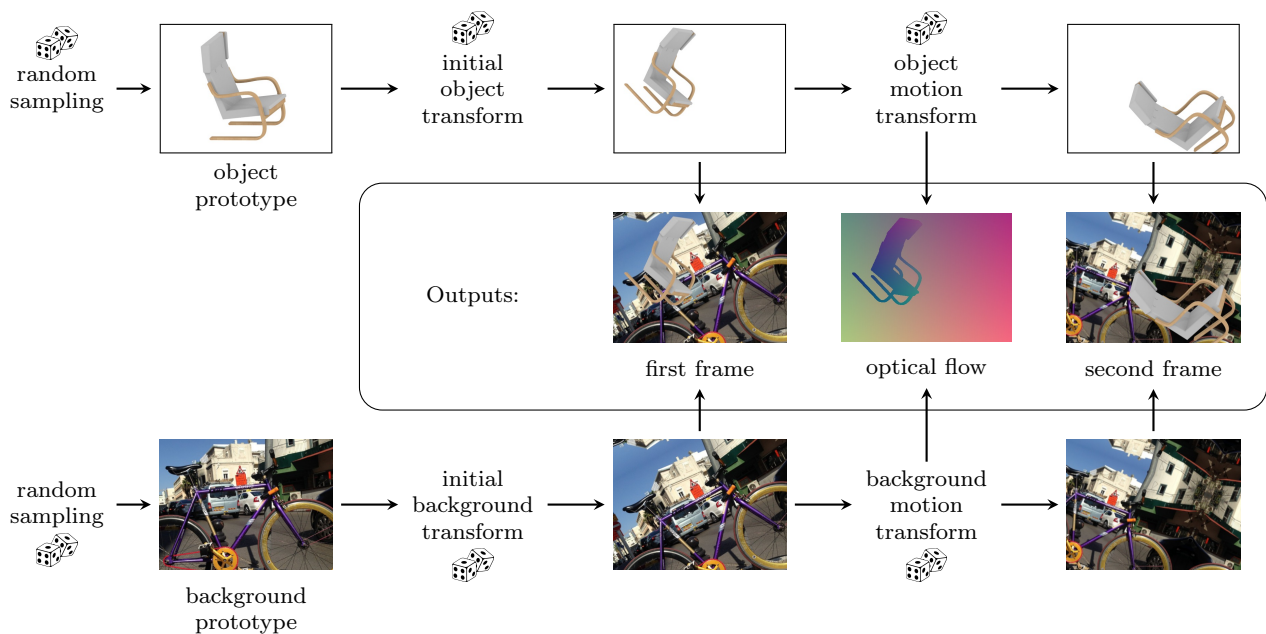 random
sampling
object
prototype
initial
object
transform
object
motion
transform
Outputs:
first frame
optical flow
second frame
random
sampling
background
prototype
initial
background
transform
background
motion
transform